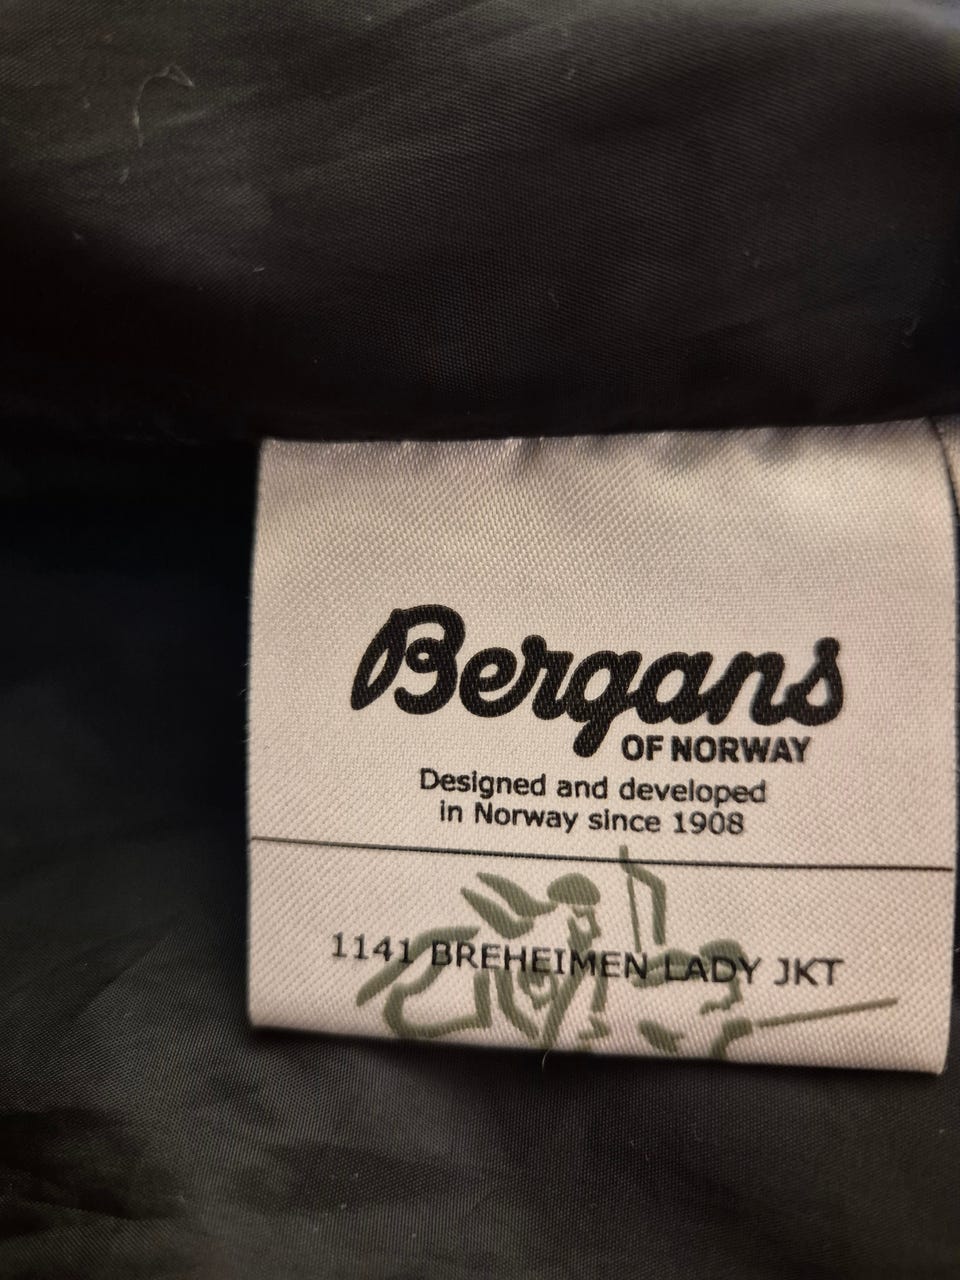 Bergans
OF NORWAY
Designed and developed
in Norway since 1908
1141 BREHEIMEN LADY JKT